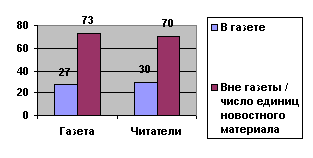 80
60
40
20
0
27
73
30
70
Газета
Читатели
В газете
Вне газеты /
число единиц
новостного
материала